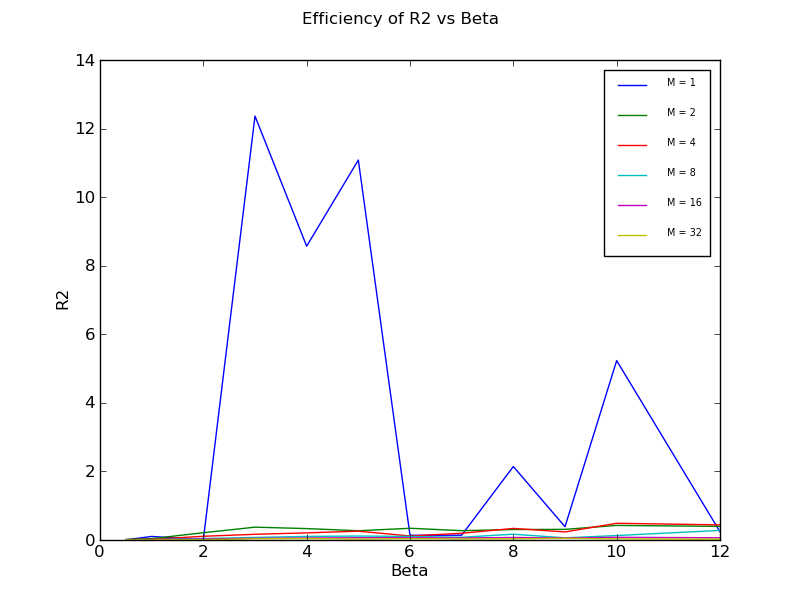 Efficiency of R2 vs Beta
14
12
10
8
6
4
2
0
R2
M = 1
M = 2
M = 4
M = 8
M = 16
M = 32
0 2 4 6 8 10 12
Beta